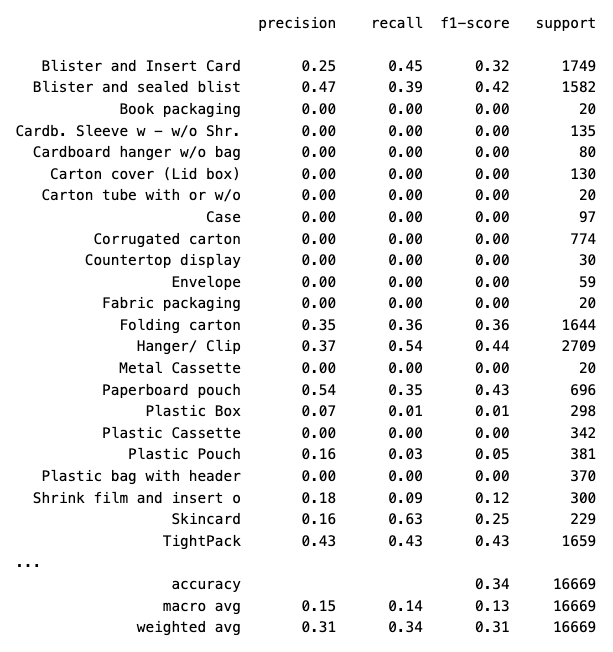 precision recall f1-score support
Blister and Insert Card 0.25 0.45 0.32 1749
Blister and sealed blist 0.47 0.39 0.42 1582
Book packaging 0.00 0.00 0.00 20
Cardb. Sleeve w - w/o Shr. 0.00 0.00 0.00 135
Cardboard hanger w/o bag 0.00 0.00 0.00 80
Carton cover (Lid box) 0.00 0.00 0.00 130
Carton tube with or w/o 0.00 0.00 0.00 20
Case 0.00 0.00 0.00 97
Corrugated carton 0.00 0.00 0.00 774
Countertop display 0.00 0.00 0.00 30
Envelope 0.00 0.00 0.00 59
Fabric packaging 0.00 0.00 0.00 20
Folding carton 0.35 0.36 0.36 1644
Hanger/ Clip 0.37 0.54 0.44 2709
Metal Cassette 0.00 0.00 0.00 20
Paperboard pouch 0.54 0.35 0.43 696
Plastic Box 0.07 0.01 0.01 298
Plastic Cassette 0.00 0.00 0.00 342
Plastic Pouch 0.16 0.03 0.05 381
Plastic bag with header 0.00 0.00 0.00 370
Shrink film and insert o 0.18 0.09 0.12 300
Skincard 0.16 0.63 0.25 229
TightPack 0.43 0.43 0.43 1659
...
accuracy 0.34 16669
macro avg 0.15 0.14 0.13 16669
weighted avg 0.31 0.34 0.31 16669